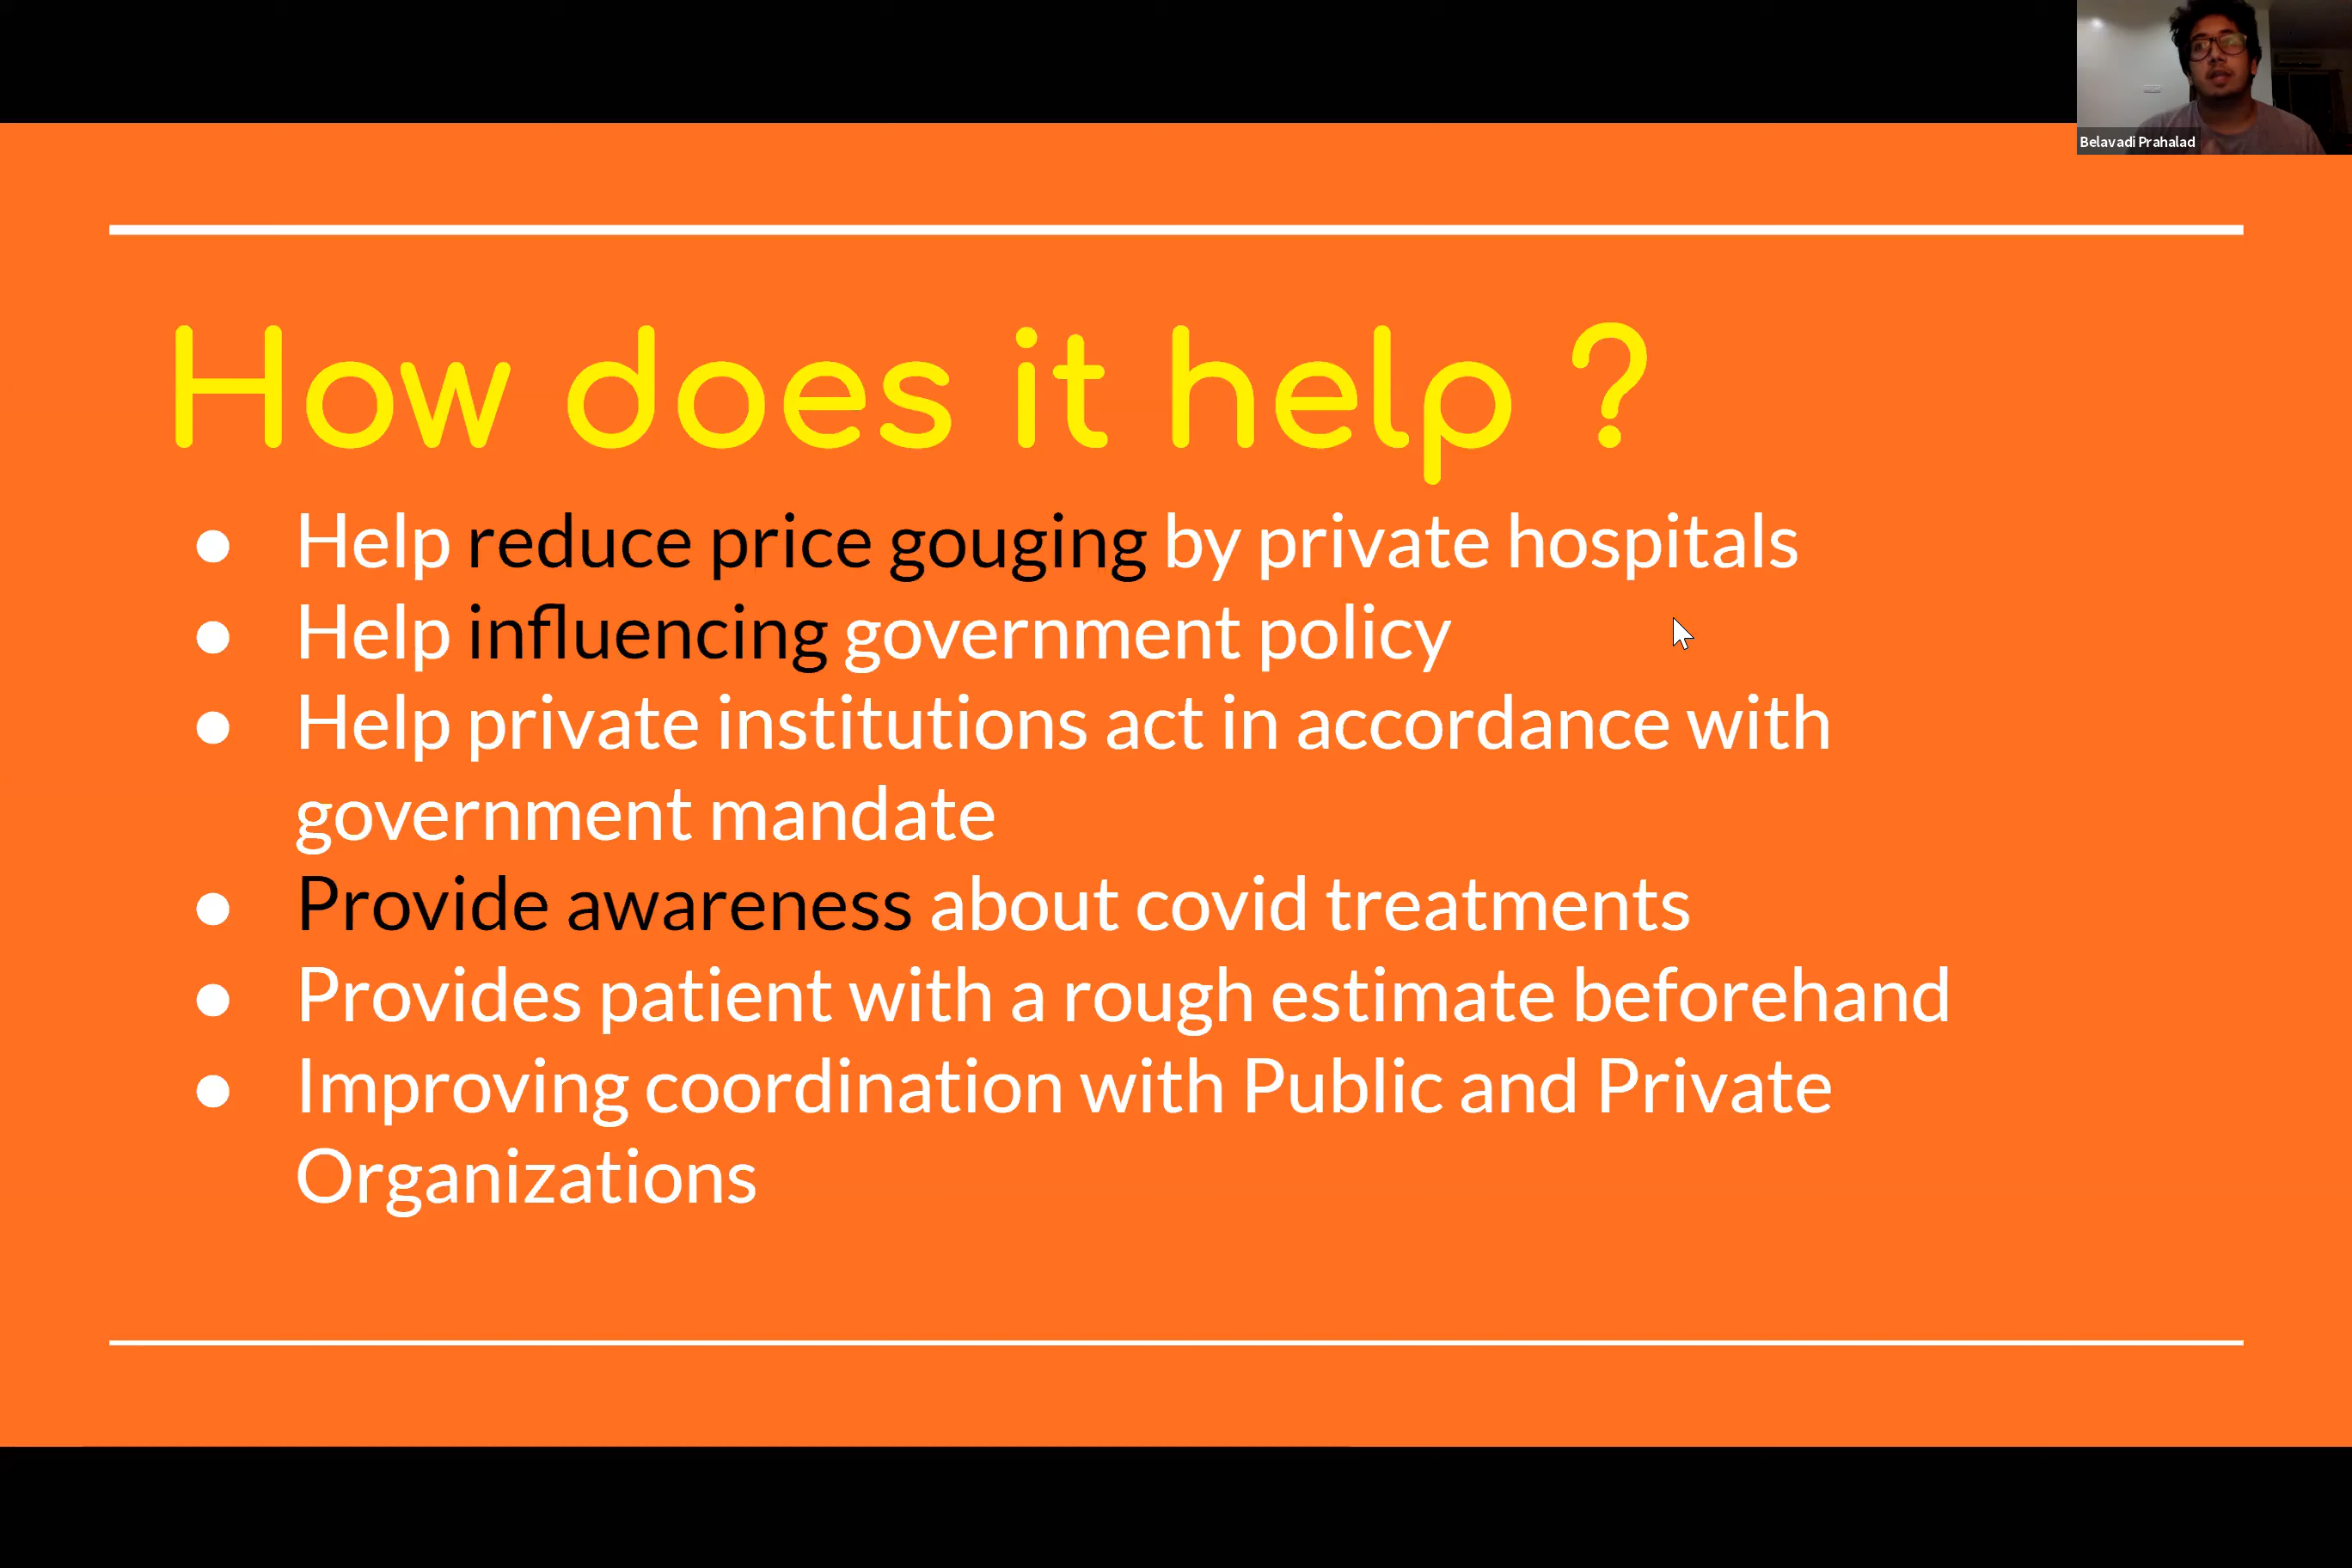 Belavadi Prahalad
How does it help ?
● Help reduce price gouging by private hospitals
● Help influencing government policy
● Help private institutions act in accordance with
government mandate
● Provide awareness about covid treatments
● Provides patient with a rough estimate beforehand
● Improving coordination with Public and Private
Organizations